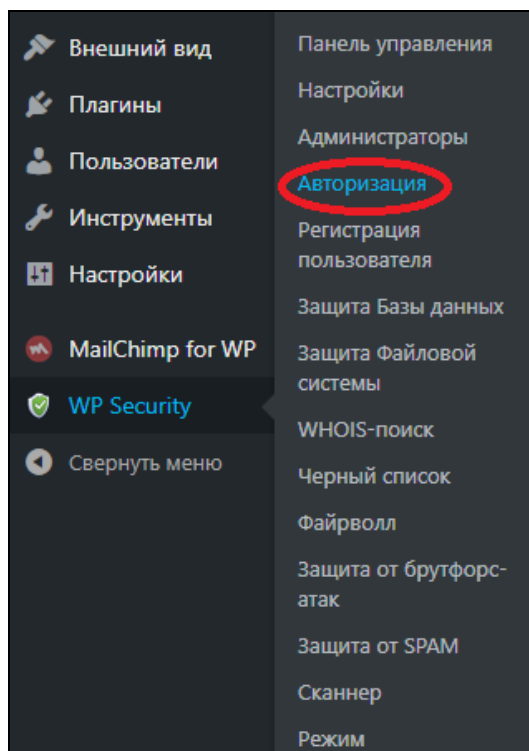 Внешний вид
Плагины
Пользователи
Инструменты
Настройки
MailChimp for WP
WP Security
Свернуть меню
Панель управления
Настройки
Администраторы
Авторизация
Регистрация
пользователя
Защита Базы данных
Защита Файловой
системы
WHOIS-поиск
Черный список
Файрволл
Защита от брутфорс-
атак
Защита от SPAM
Сканнер
Режим